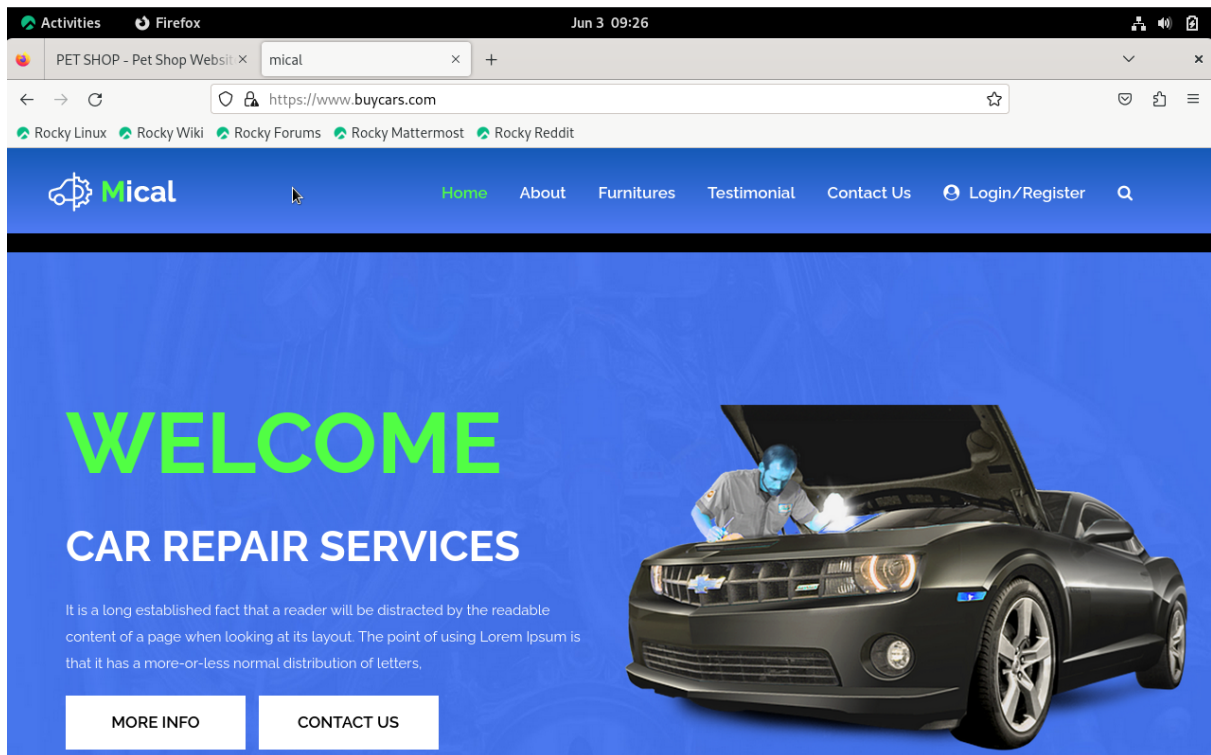 Activities Firefox Jun 3 09:26
PET SHOP - Pet Shop Websit mical
https://www.buycars.com
Rocky Linux Rocky Wiki Rocky Forums Rocky Mattermost Rocky Reddit
Mical Home About Furnitures Testimonial Contact Us Login/Register
WELCOME
CAR REPAIR SERVICES
It is a long established fact that a reader will be distracted by the readable
content of a page when looking at its layout. The point of using Lorem Ipsum is
that it has a more-or-less normal distribution of letters,
MORE INFO CONTACT US